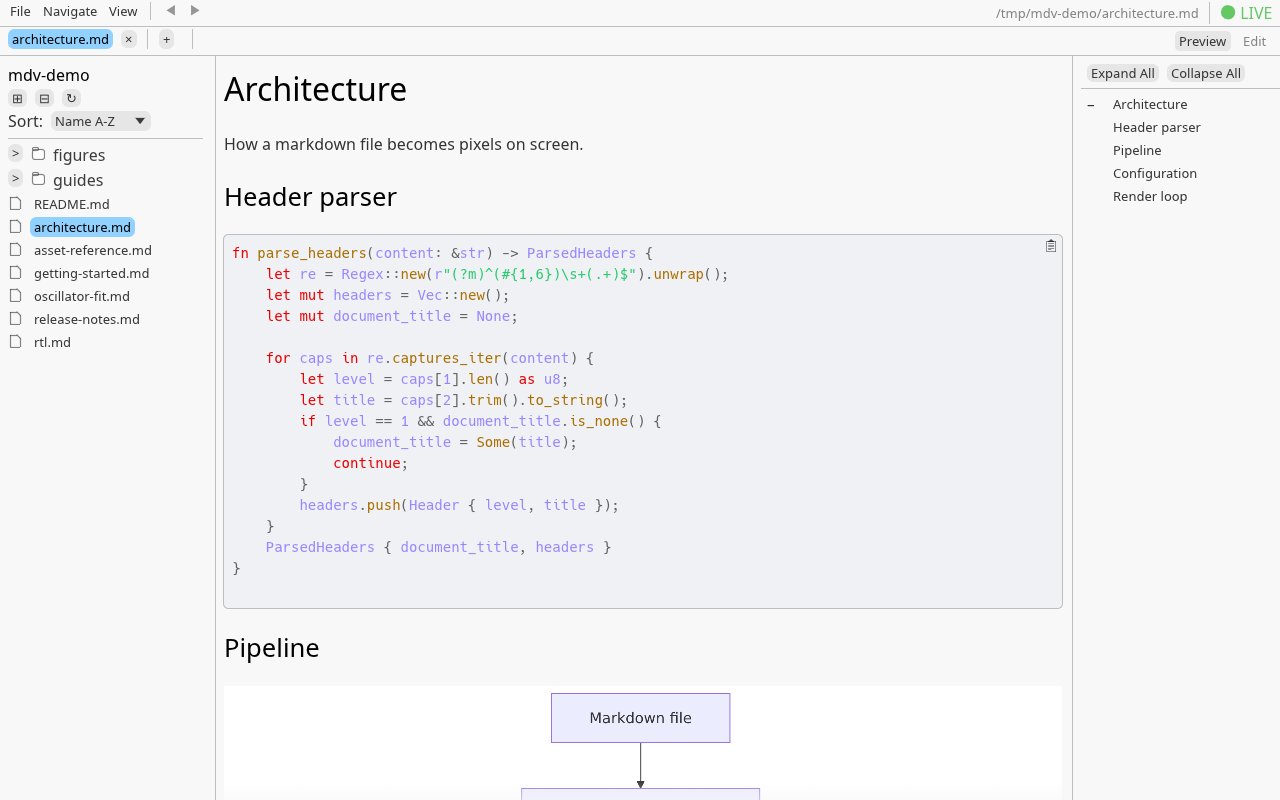 File Navigate View ◀ ▶ /tmp/mdv-demo/architecture.md LIVE
architecture.md × + Preview Edit
mdv-demo
⊞ ⊟ ↻
Sort: Name A-Z
> figures
> guides
README.md
architecture.md
asset-reference.md
getting-started.md
oscillator-fit.md
release-notes.md
rtl.md
Architecture
How a markdown file becomes pixels on screen.
Header parser
fn parse_headers(content: &str) -> ParsedHeaders {
    let re = Regex::new(r"(?m)^(#{1,6})\s+(.+)$").unwrap();
    let mut headers = Vec::new();
    let mut document_title = None;

    for caps in re.captures_iter(content) {
        let level = caps[1].len() as u8;
        let title = caps[2].trim().to_string();
        if level == 1 && document_title.is_none() {
            document_title = Some(title);
            continue;
        }
        headers.push(Header { level, title });
    }
    ParsedHeaders { document_title, headers }
}
Pipeline
Markdown file
Expand All Collapse All
– Architecture
Header parser
Pipeline
Configuration
Render loop